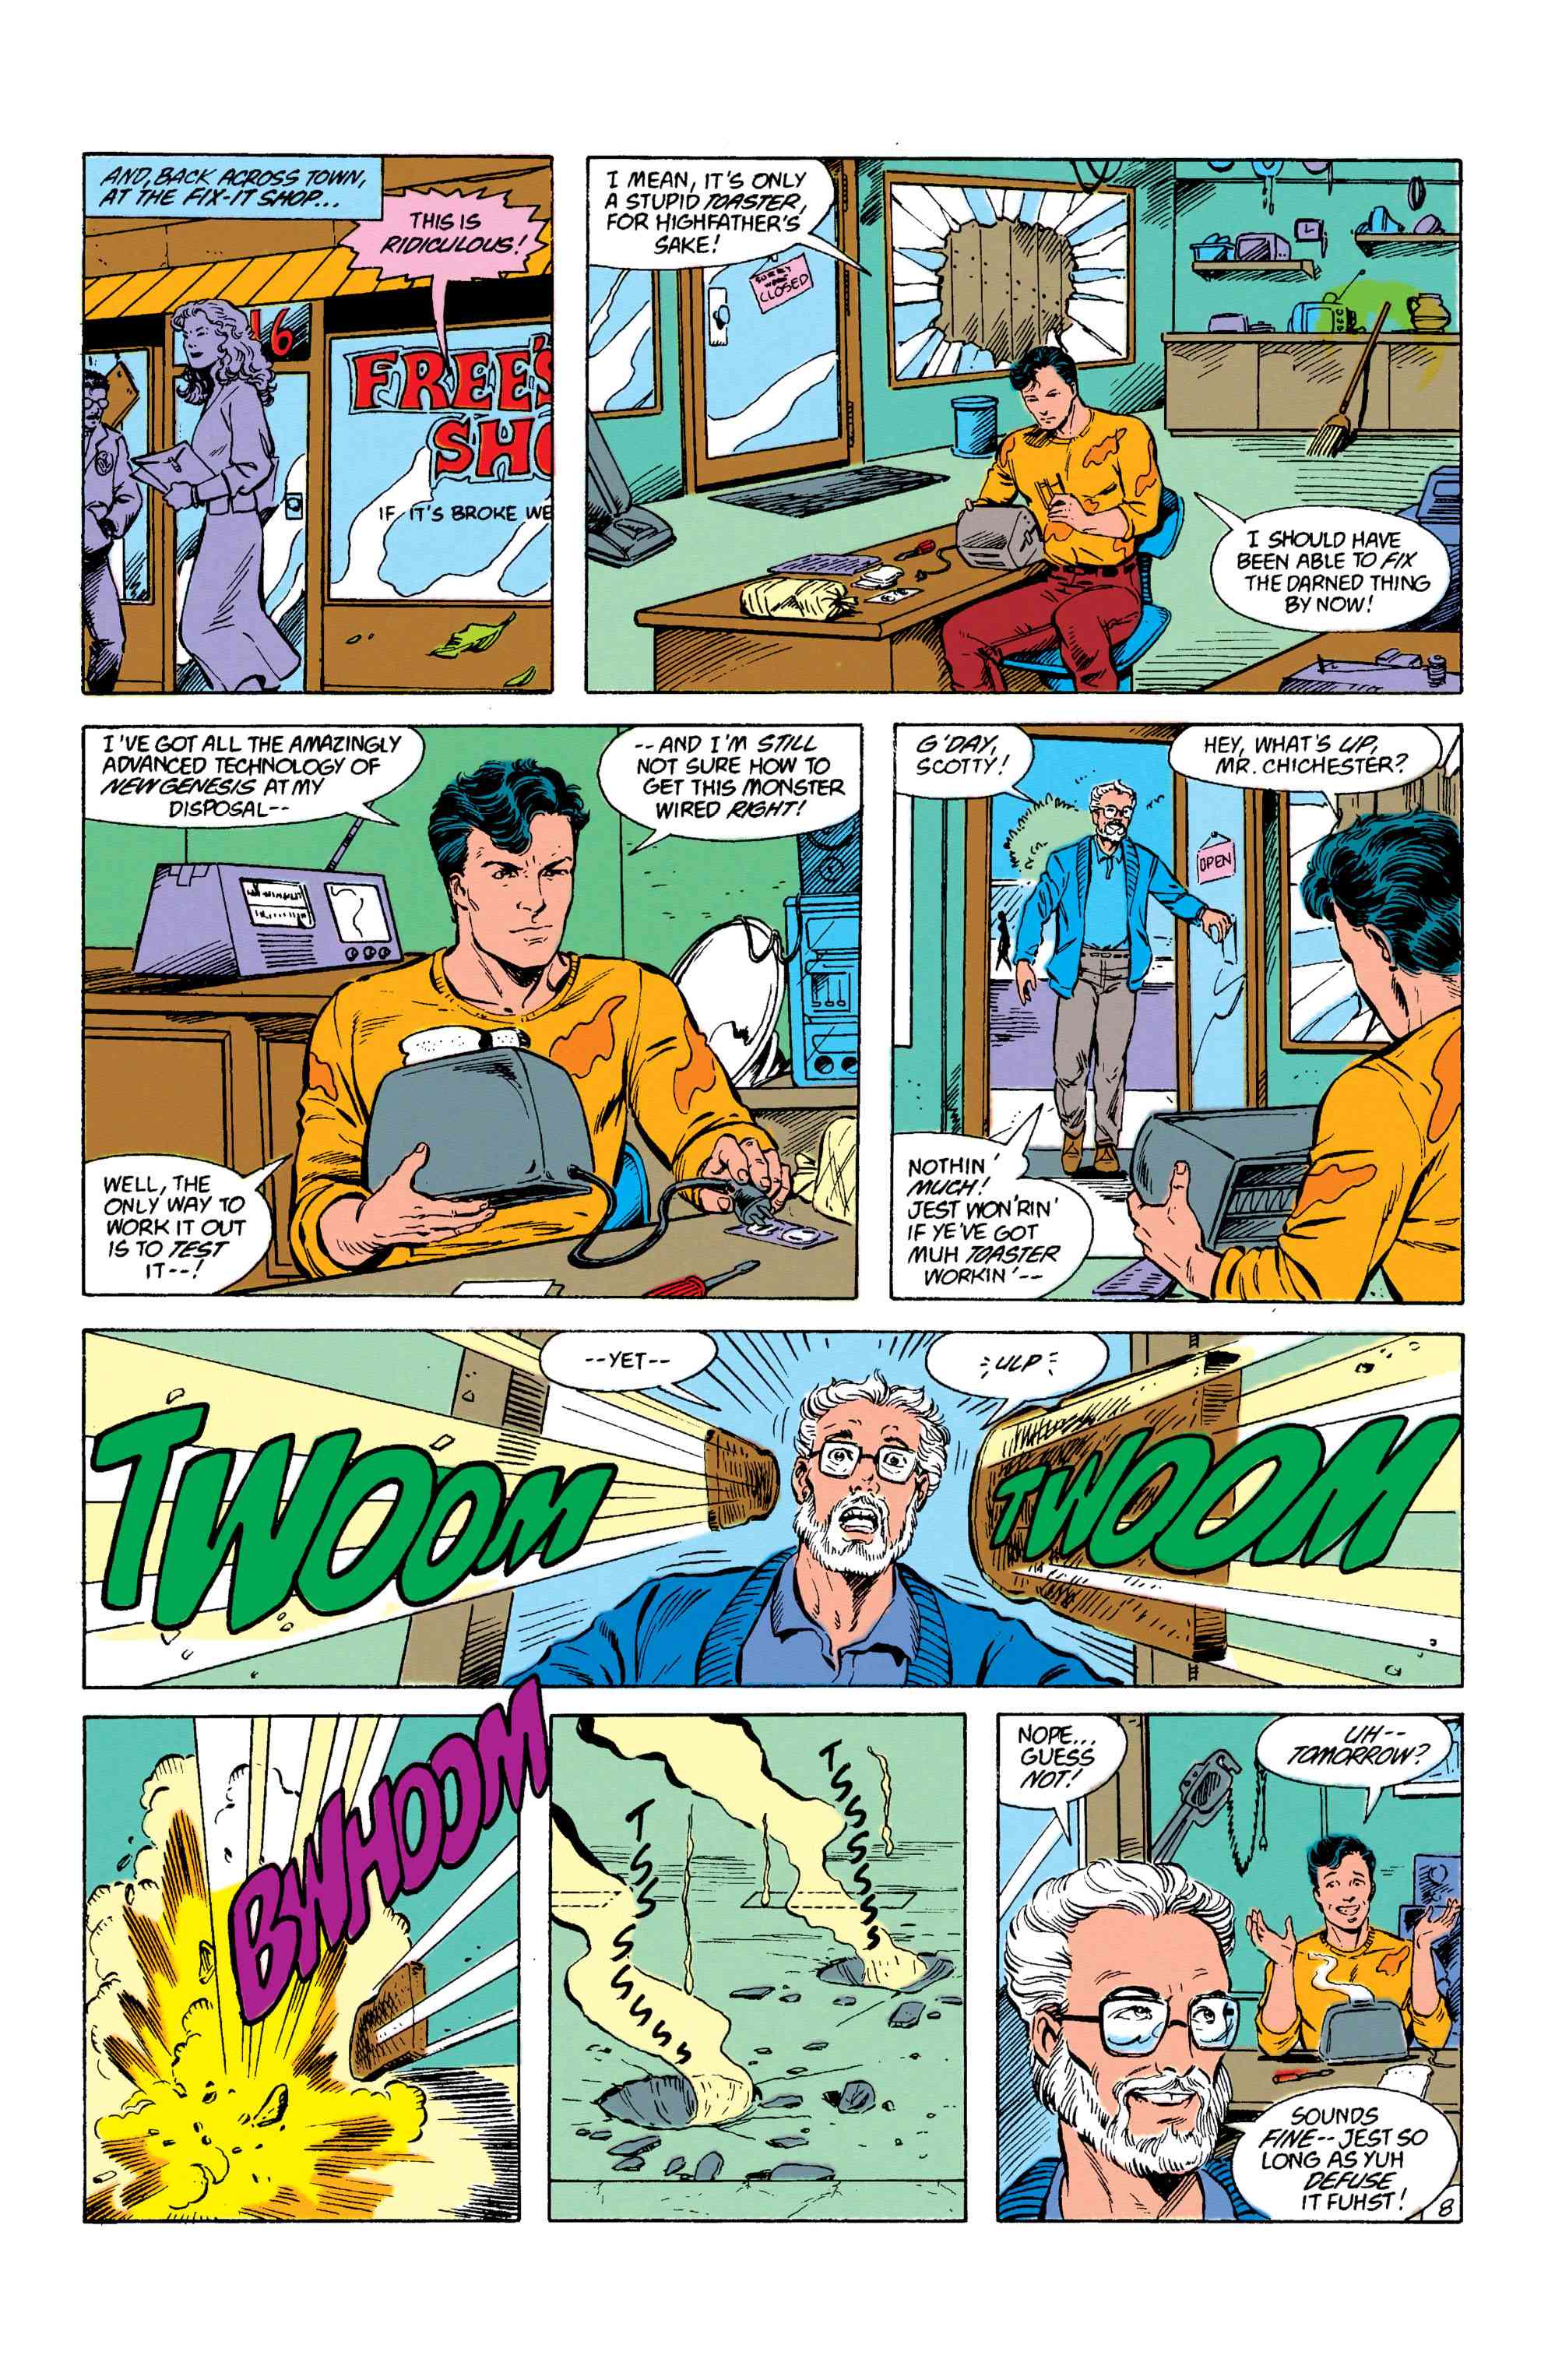 AND, BACK ACROSS TOWN,
AT THE FIX-IT SHOP...
THIS IS
RIDICULOUS!
16
FREE'S
SHO
IF IT'S BROKE WE
I MEAN, IT'S ONLY
A STUPID TOASTER,
FOR HIGHFATHER'S
SAKE!
SORRY
WE'RE
CLOSED
I SHOULD HAVE
BEEN ABLE TO FIX
THE DARNED THING
BY NOW!
I'VE GOT ALL THE AMAZINGLY
ADVANCED TECHNOLOGY OF
NEW GENESIS AT MY
DISPOSAL--
--AND I'M STILL
NOT SURE HOW TO
GET THIS MONSTER
WIRED RIGHT!
WELL, THE
ONLY WAY TO
WORK IT OUT
IS TO TEST
IT--!
G'DAY,
SCOTTY!
HEY, WHAT'S UP,
MR. CHICHESTER?
OPEN
NOTHIN'
MUCH!
JEST WON'RIN'
IF YE'VE GOT
MUH TOASTER
WORKIN'--
--YET--
ULP
TWOOM
TWOOM
BWHOOM
TSSSSSSSS
TSSSSSSSS
NOPE...
GUESS
NOT!
UH--
TOMORROW?
SOUNDS
FINE--JEST SO
LONG AS YUH
DEFUSE
IT FUHST!
8